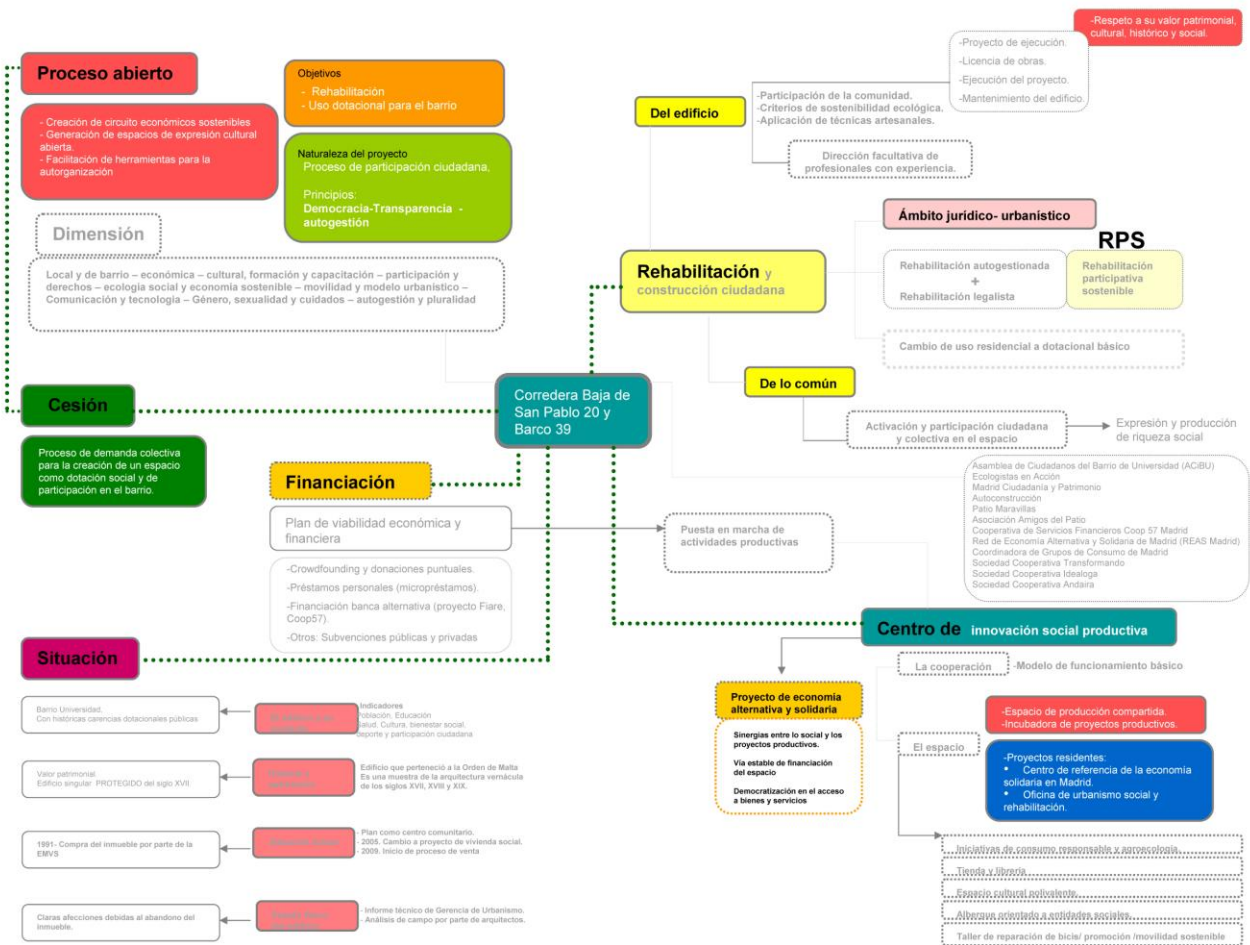 Proceso abierto
- Creación de circuito económicos sostenibles
- Generación de espacios de expresión cultural
abierta.
- Facilitación de herramientas para la
autorganización
Objetivos
- Rehabilitación
- Uso dotacional para el barrio
Naturaleza del proyecto
Proceso de participación ciudadana,
Principios:
Democracia-Transparencia -
autogestión
Dimensión
Local y de barrio – económica – cultural, formación y capacitación – participación y
derechos – ecologia social y economia sostenible – movilidad y modelo urbanístico –
Comunicación y tecnologia – Género, sexualidad y cuidados – autogestión y pluralidad
Cesión
Proceso de demanda colectiva
para la creación de un espacio
como dotación social y de
participación en el barrio.
Corredera Baja de
San Pablo 20 y
Barco 39
Del edificio
-Participación de la comunidad.
-Criterios de sostenibilidad ecológica.
-Aplicación de técnicas artesanales.
-Respeto a su valor patrimonial,
cultural, histórico y social.
-Proyecto de ejecución.
-Licencia de obras.
-Ejecución del proyecto.
-Mantenimiento del edificio.
Dirección facultativa de
profesionales con experiencia.
Rehabilitación y
construcción ciudadana
Ámbito jurídico- urbanístico
RPS
Rehabilitación autogestionada
+
Rehabilitación legalista
Rehabilitación
participativa
sostenible
Cambio de uso residencial a dotacional básico
De lo común
Activación y participación ciudadana
y colectiva en el espacio
Expresión y producción
de riqueza social
Asamblea de Ciudadanos del Barrio de Universidad (ACiBU)
Ecologistas en Acción
Madrid Ciudadanía y Patrimonio
Autoconstrucción
Patio Maravillas
Asociación Amigos del Patio
Cooperativa de Servicios Financieros Coop 57 Madrid
Red de Economía Alternativa y Solidaria de Madrid (REAS Madrid)
Coordinadora de Grupos de Consumo de Madrid
Sociedad Cooperativa Transformando
Sociedad Cooperativa Idealoga
Sociedad Cooperativa Andaira
Financiación
Plan de viabilidad económica y
financiera
-Crowdfounding y donaciones puntuales.
-Préstamos personales (micropréstamos).
-Financiación banca alternativa (proyecto Fiare,
Coop57).
-Otros: Subvenciones públicas y privadas
Puesta en marcha de
actividades productivas
Centro de innovación social productiva
La cooperación
-Modelo de funcionamiento básico
Proyecto de economía
alternativa y solidaria
Sinergias entre lo social y los
proyectos productivos.
Via estable de financiación
del espacio
Democratización en el acceso
a bienes y servicios
El espacio
-Espacio de producción compartida.
-Incubadora de proyectos productivos.
-Proyectos residentes:
• Centro de referencia de la economía
solidaria en Madrid.
• Oficina de urbanismo social y
rehabilitación.
Iniciativas de consumo responsable y agroecología.
Tienda y librería
Espacio cultural polivalente.
Albergue orientado a entidades sociales.
Taller de reparación de bicis/ promoción /movilidad sostenible
Situación
Barrio Universidad.
Con históricas carencias dotacionales públicas
Indicadores
Población, Educación
Salud, Cultura, bienestar social,
deporte y participación ciudadana
Valor patrimonial
Edificio singular PROTEGIDO del siglo XVII
Edificio que perteneció a la Orden de Malta
Es una muestra de la arquitectura vernácula
de los siglos XVII, XVIII y XIX.
1991- Compra del inmueble por parte de la
EMVS
- Plan como centro comunitario.
- 2005. Cambio a proyecto de vivienda social.
- 2009. Inicio de proceso de venta
Claras afecciones debidas al abandono del
inmueble.
- Informe técnico de Gerencia de Urbanismo.
- Análisis de campo por parte de arquitectos.